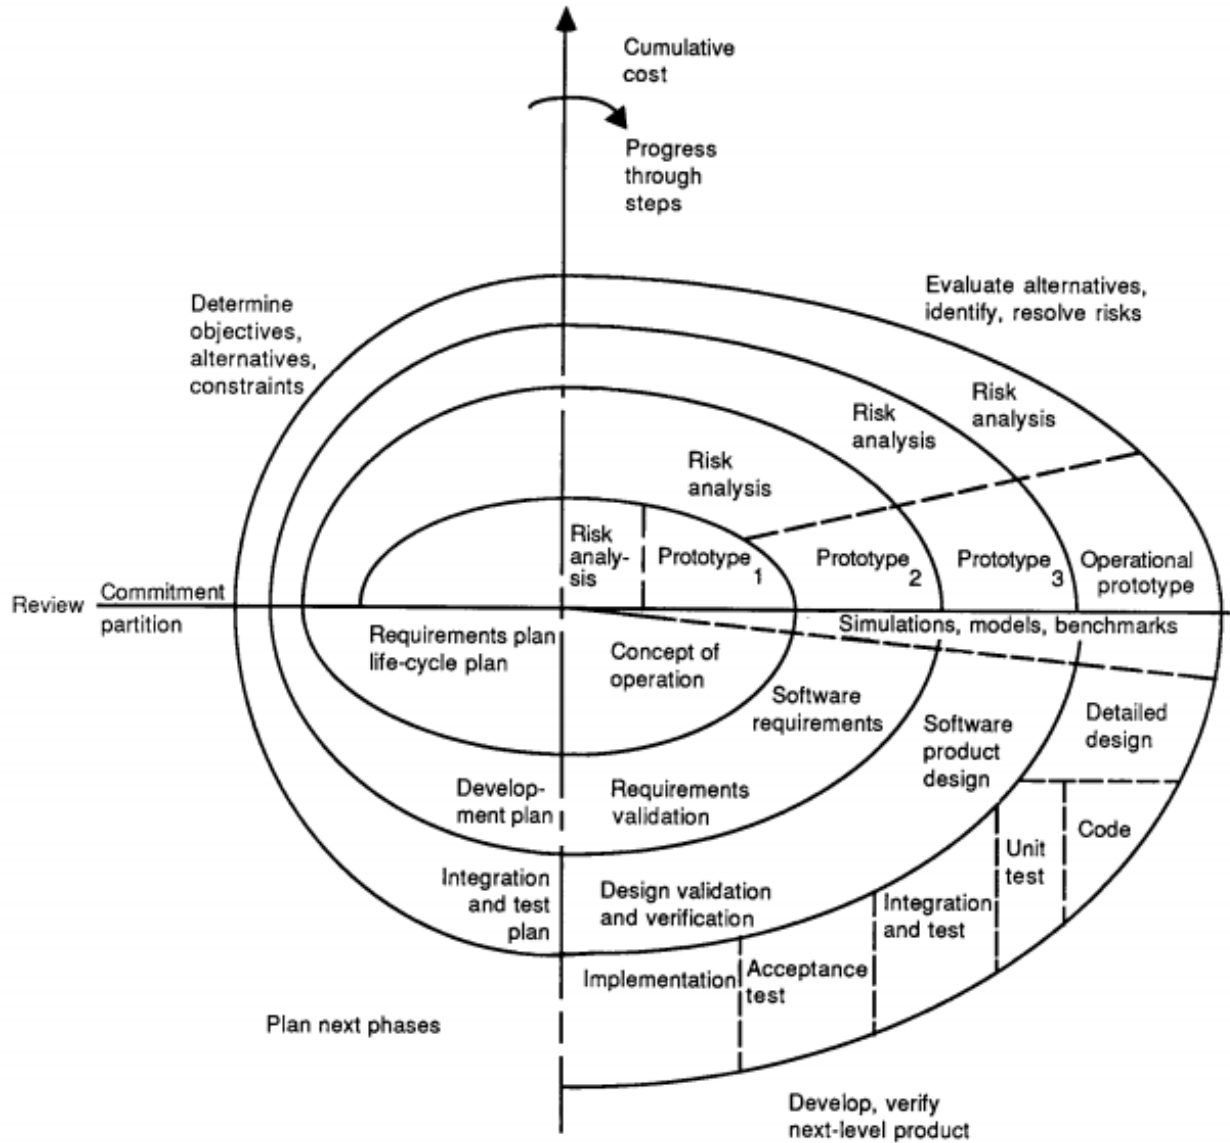 Cumulative
cost
Progress
through
steps
Determine
objectives,
alternatives,
constraints
Evaluate alternatives,
identify, resolve risks
Risk
analysis
Risk
analysis
Risk
analysis
Risk
analy-
sis
Prototype 1
Prototype 2
Prototype 3
Operational
prototype
Review
Commitment
partition
Simulations, models, benchmarks
Requirements plan
life-cycle plan
Concept of
operation
Software
requirements
Software
product
design
Detailed
design
Develop-
ment plan
Requirements
validation
Code
Unit
test
Integration
and test
plan
Design validation
and verification
Integration
and test
Acceptance
test
Implementation
Plan next phases
Develop, verify
next-level product